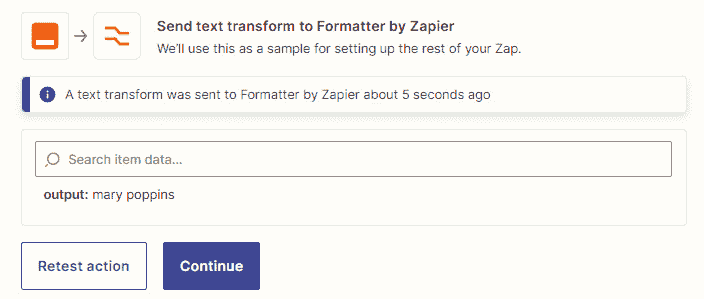 Send text transform to Formatter by Zapier
We'll use this as a sample for setting up the rest of your Zap.
A text transform was sent to Formatter by Zapier about 5 seconds ago
Search item data...
output: mary poppins
Retest action
Continue